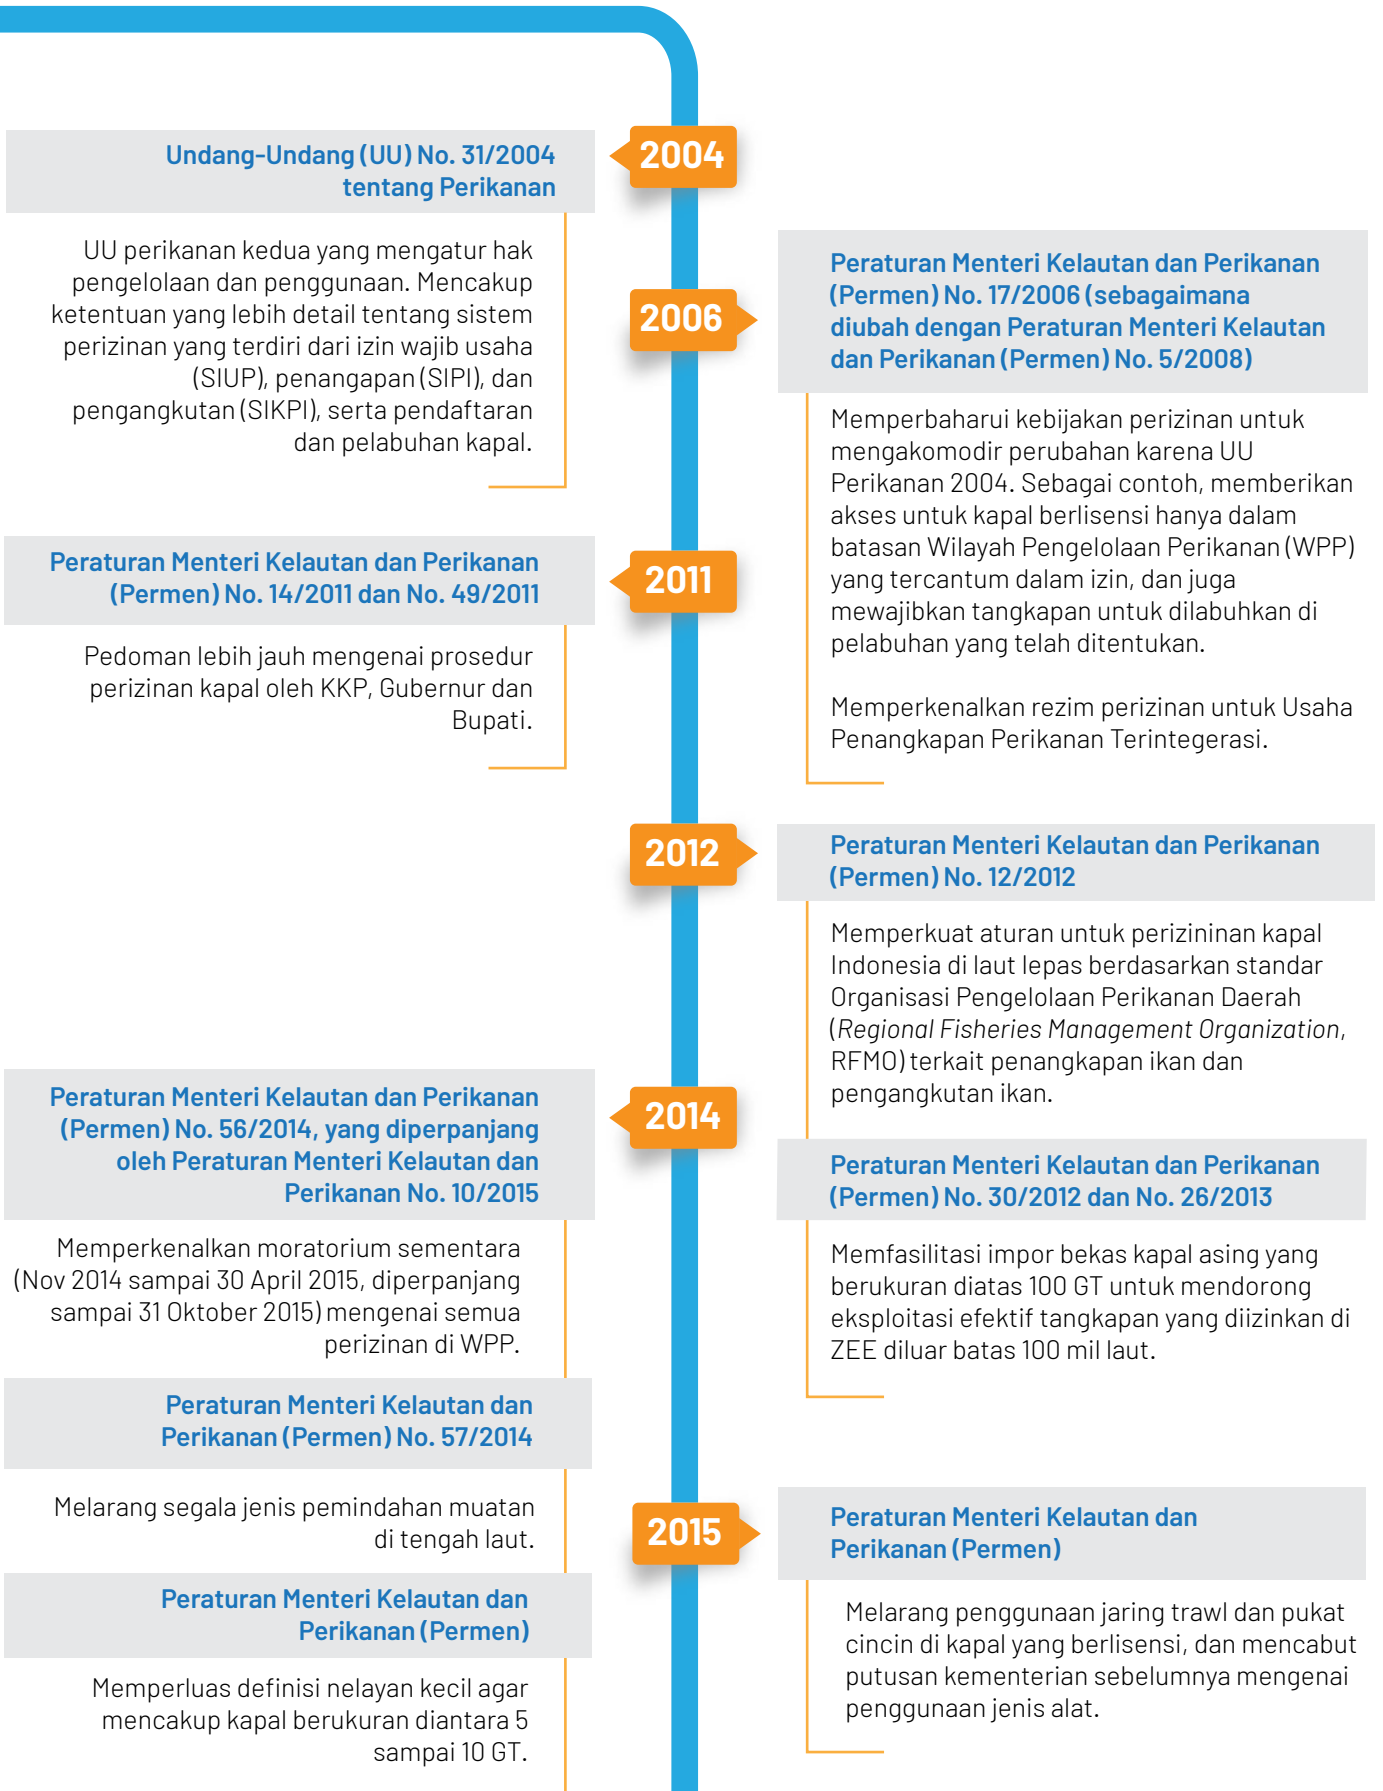 2004
Undang-Undang (UU) No. 31/2004
tentang Perikanan
UU perikanan kedua yang mengatur hak
pengelolaan dan penggunaan. Mencakup
ketentuan yang lebih detail tentang sistem
perizinan yang terdiri dari izin wajib usaha
(SIUP), penangapan (SIPI), dan
pengangkutan (SIKPI), serta pendaftaran
dan pelabuhan kapal.
2006
Peraturan Menteri Kelautan dan Perikanan
(Permen) No. 17/2006 (sebagaimana
diubah dengan Peraturan Menteri Kelautan
dan Perikanan (Permen) No. 5/2008)
Memperbaharui kebijakan perizinan untuk
mengakomodir perubahan karena UU
Perikanan 2004. Sebagai contoh, memberikan
akses untuk kapal berlisensi hanya dalam
batasan Wilayah Pengelolaan Perikanan (WPP)
yang tercantum dalam izin, dan juga
mewajibkan tangkapan untuk dilabuhkan di
pelabuhan yang telah ditentukan.
Memperkenalkan rezim perizinan untuk Usaha
Penangkapan Perikanan Terintegerasi.
2011
Peraturan Menteri Kelautan dan Perikanan
(Permen) No. 14/2011 dan No. 49/2011
Pedoman lebih jauh mengenai prosedur
perizinan kapal oleh KKP, Gubernur dan
Bupati.
2012
Peraturan Menteri Kelautan dan Perikanan
(Permen) No. 12/2012
Memperkuat aturan untuk perizininan kapal
Indonesia di laut lepas berdasarkan standar
Organisasi Pengelolaan Perikanan Daerah
(Regional Fisheries Management Organization,
RFMO) terkait penangkapan ikan dan
pengangkutan ikan.
Peraturan Menteri Kelautan dan Perikanan
(Permen) No. 30/2012 dan No. 26/2013
Memfasilitasi impor bekas kapal asing yang
berukuran diatas 100 GT untuk mendorong
eksploitasi efektif tangkapan yang diizinkan di
ZEE diluar batas 100 mil laut.
2014
Peraturan Menteri Kelautan dan Perikanan
(Permen) No. 56/2014, yang diperpanjang
oleh Peraturan Menteri Kelautan dan
Perikanan No. 10/2015
Memperkenalkan moratorium sementara
(Nov 2014 sampai 30 April 2015, diperpanjang
sampai 31 Oktober 2015) mengenai semua
perizinan di WPP.
Peraturan Menteri Kelautan dan
Perikanan (Permen) No. 57/2014
Melarang segala jenis pemindahan muatan
di tengah laut.
Peraturan Menteri Kelautan dan
Perikanan (Permen)
Memperluas definisi nelayan kecil agar
mencakup kapal berukuran diantara 5
sampai 10 GT.
2015
Peraturan Menteri Kelautan dan
Perikanan (Permen)
Melarang penggunaan jaring trawl dan pukat
cincin di kapal yang berlisensi, dan mencabut
putusan kementerian sebelumnya mengenai
penggunaan jenis alat.